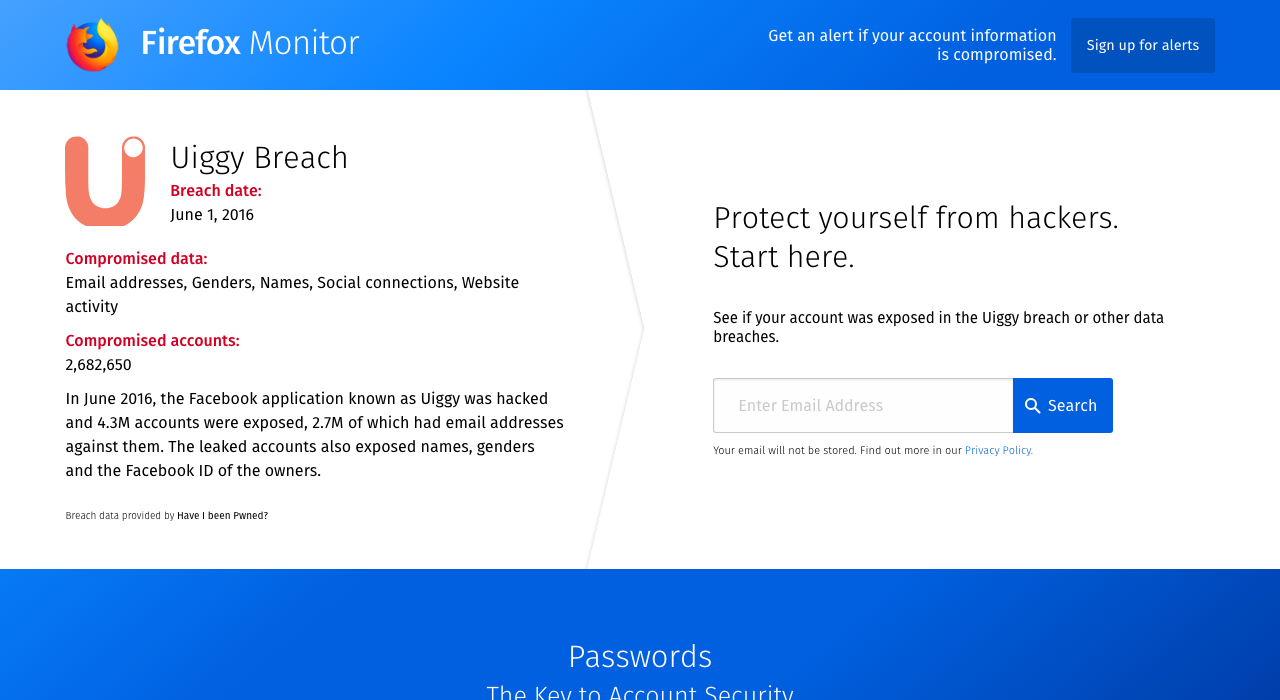 Firefox Monitor
Get an alert if your account information
is compromised.
Sign up for alerts
Uiggy Breach
Breach date:
June 1, 2016
Compromised data:
Email addresses, Genders, Names, Social connections, Website
activity
Compromised accounts:
2,682,650
In June 2016, the Facebook application known as Uiggy was hacked
and 4.3M accounts were exposed, 2.7M of which had email addresses
against them. The leaked accounts also exposed names, genders
and the Facebook ID of the owners.
Breach data provided by Have I been Pwned?
Protect yourself from hackers.
Start here.
See if your account was exposed in the Uiggy breach or other data
breaches.
Enter Email Address
Search
Your email will not be stored. Find out more in our Privacy Policy.
Passwords
The Key to Account Security